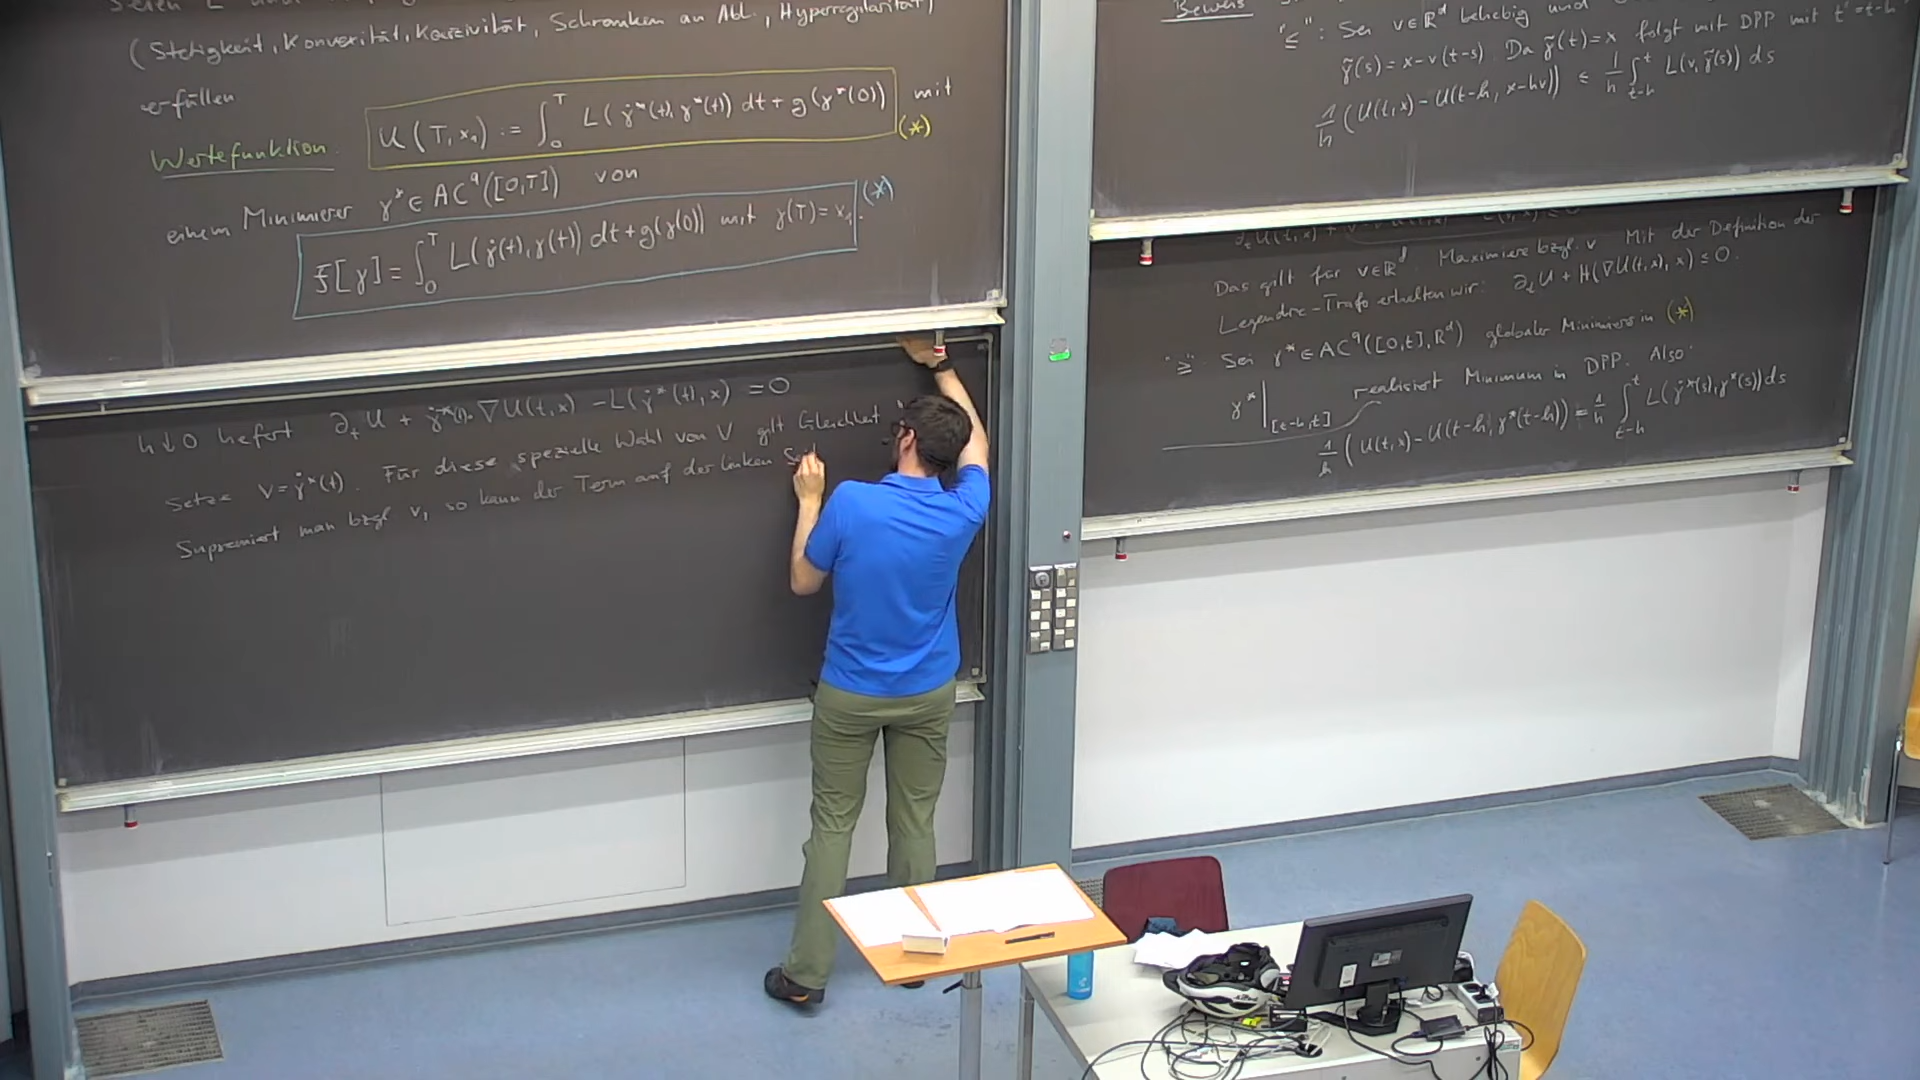 (Stetigkeit, Konvexität, Koerzivität, Schranken an Abl., Hyperregularität)
erfüllen
Wertefunktion: U(T, x₁) := ∫₀ᵀ L(γ̇*(t), γ*(t)) dt + g(γ*(0)) mit
(*)
einem Minimierer γ* ∈ AC^q([0,T]) von
F[γ] = ∫₀ᵀ L(γ̇(t), γ(t)) dt + g(γ(0)) mit γ(T) = x₁. (*)
h↓0 liefert ∂ₜU + γ̇*(t)·∇U(t,x) - L(γ̇*(t), x) = 0
Setze V = γ̇*(t). Für diese spezielle Wahl von V gilt Gleichheit
Supremiert man bzgl v, so kann der Term auf der linken
Beweis
"≤": Sei v∈ℝᵈ beliebig und
γ̃(s) = x-v(t-s) Da γ̃(t) = x folgt mit DPP mit t' = t-h
1/h (U(t,x) - U(t-h, x-hv)) ≤ 1/h ∫_{t-h}^t L(v, γ̃(s)) ds
Das gilt für v∈ℝᵈ. Maximiere bzgl. v Mit der Definition der
Legendre-Trafo erhalten wir: ∂ₜU + H(∇U(t,x), x) ≤ 0.
"≥": Sei γ* ∈ AC^q([0,t], ℝᵈ) globaler Minimierer in (*)
γ*|_{[t-h,t]} realisiert Minimum in DPP. Also:
1/h (U(t,x) - U(t-h, γ*(t-h))) = 1/h ∫_{t-h}^t L(γ̇*(s), γ*(s)) ds